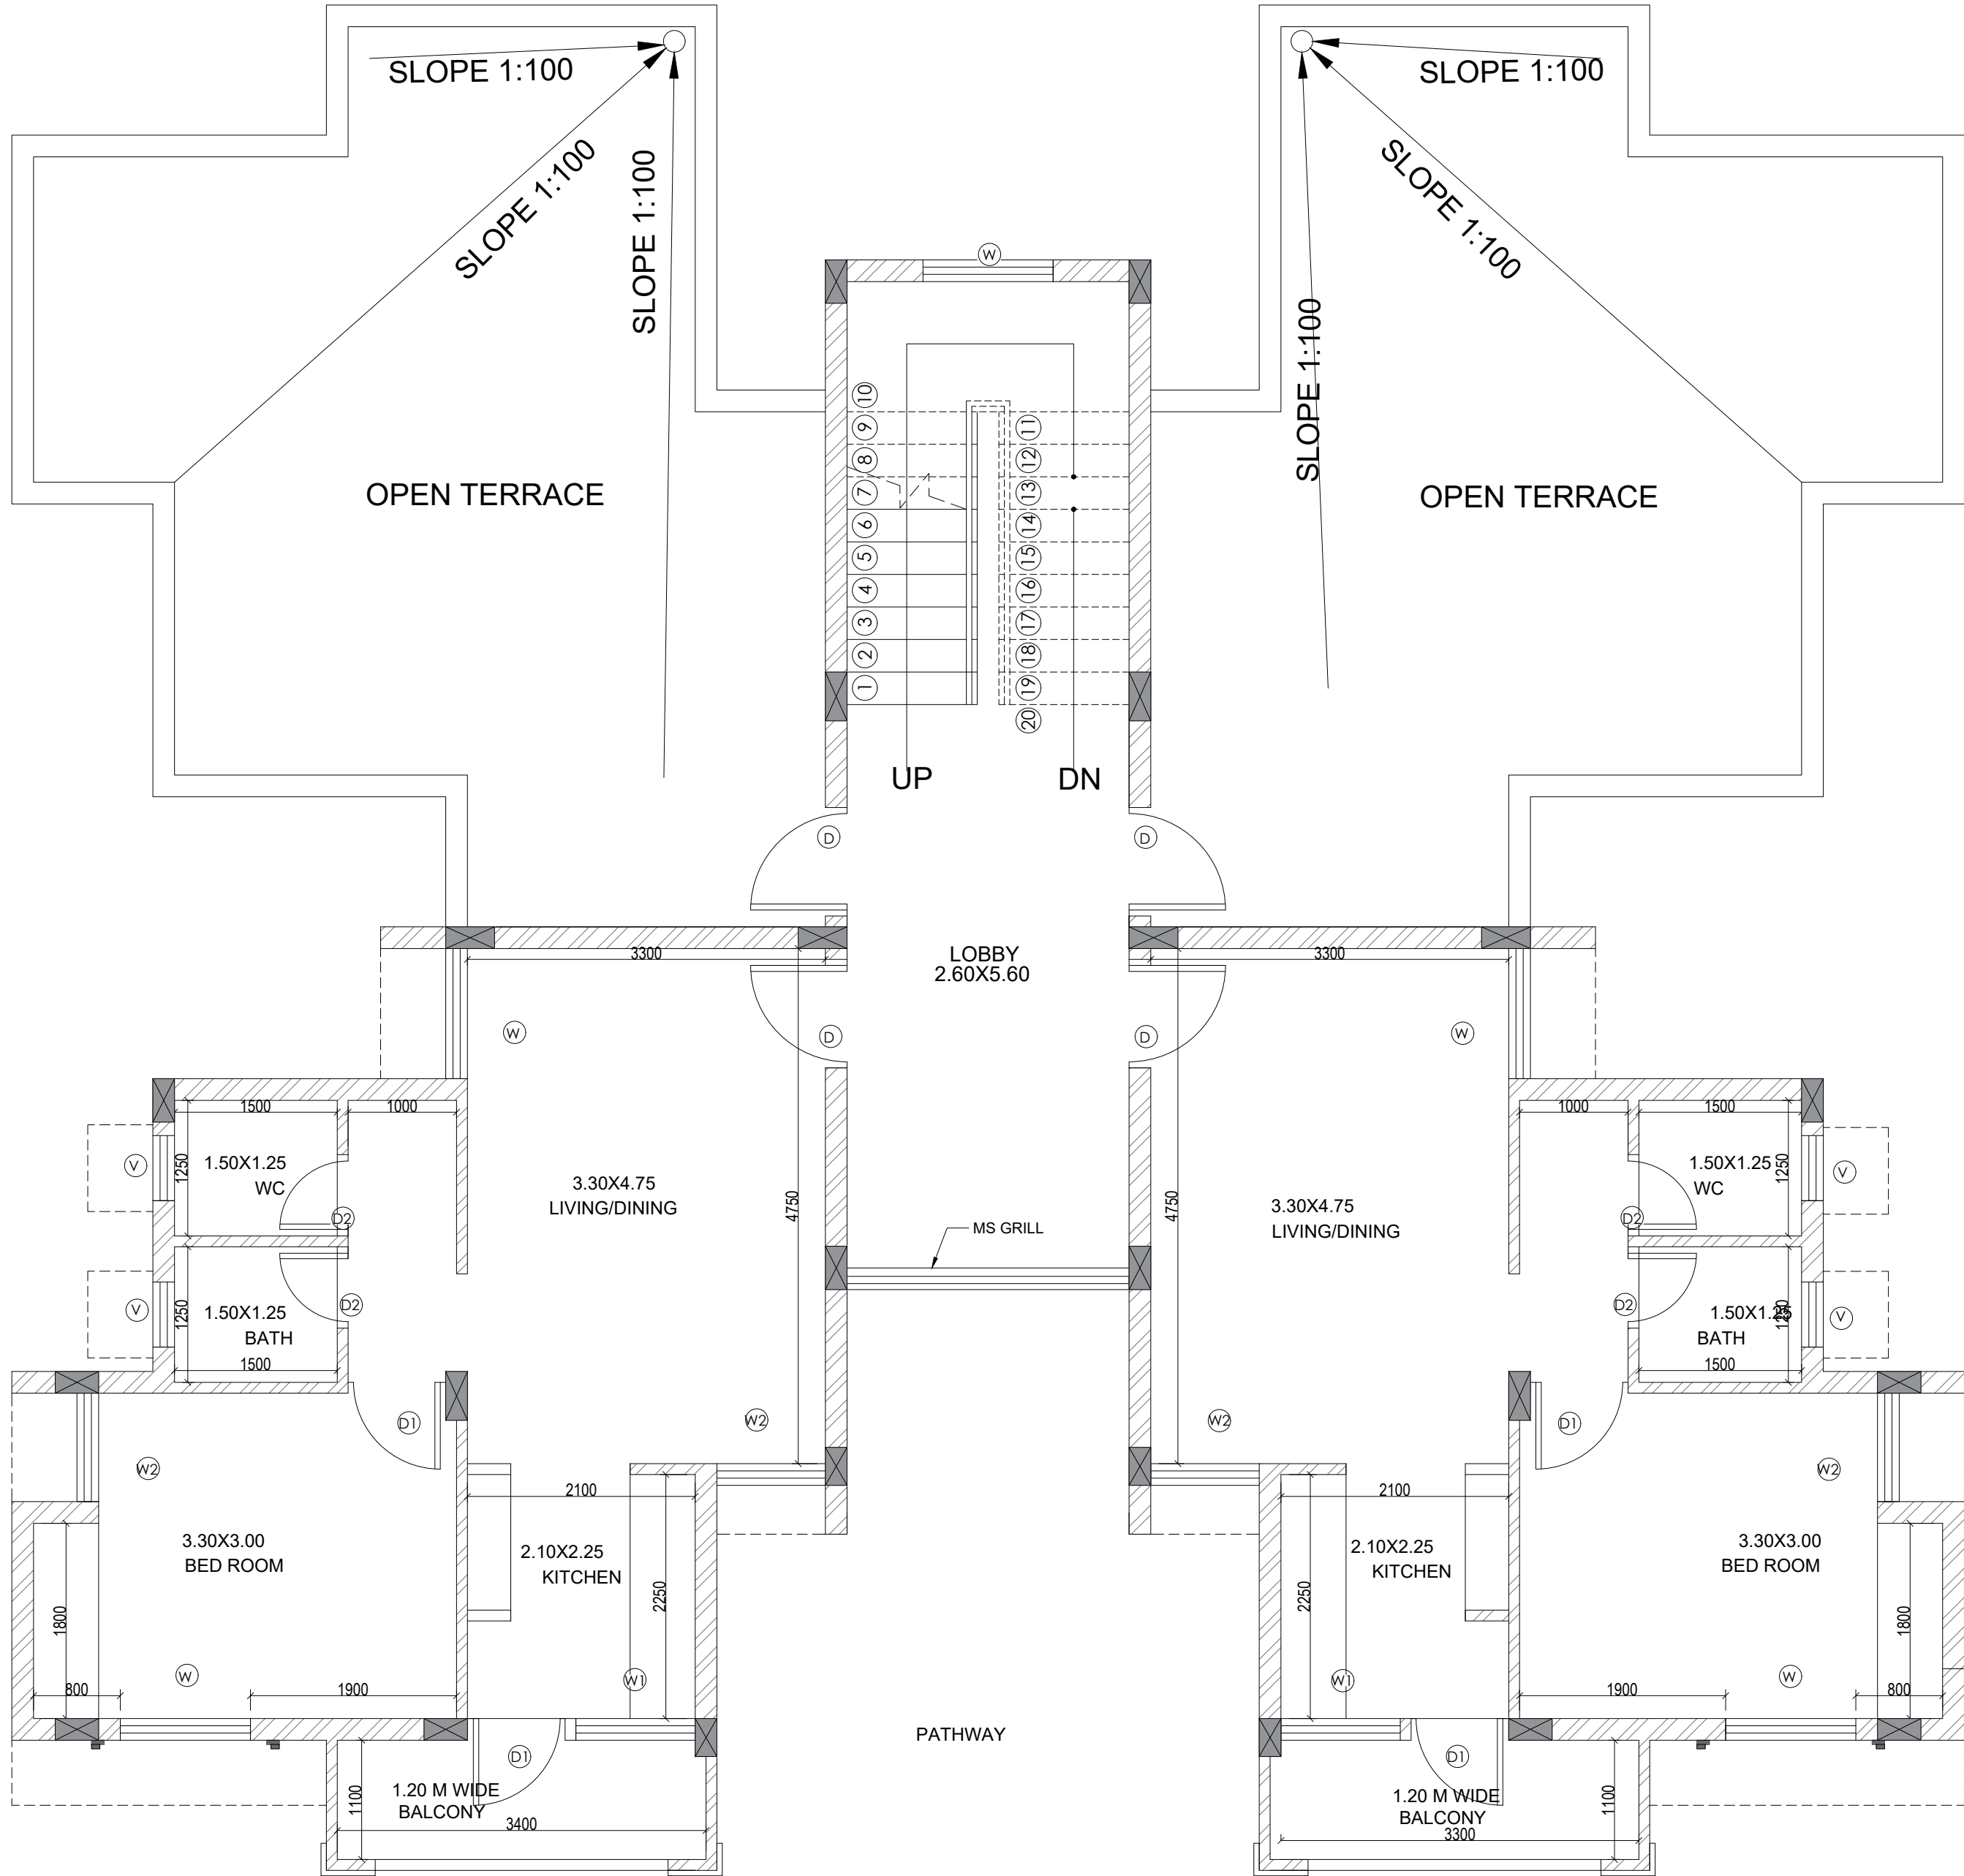 SLOPE 1:100
SLOPE 1:100
SLOPE 1:100
SLOPE 1:100
SLOPE 1:100
SLOPE 1:100
W
OPEN TERRACE
OPEN TERRACE
10
9
8
7
6
5
4
3
2
1
11
12
13
14
15
16
17
18
19
20
UP
DN
D
D
3300
LOBBY
2.60X5.60
3300
W
D
D
W
1500
1000
1000
1500
V
1250
1.50X1.25
WC
D2
3.30X4.75
LIVING/DINING
4750
MS GRILL
4750
3.30X4.75
LIVING/DINING
D2
1.50X1.25
WC
1250
V
V
1250
1.50X1.25
BATH
1500
D2
D2
1.50X1.25
BATH
1250
1500
V
D1
W2
W2
D1
W2
W2
2100
2100
3.30X3.00
BED ROOM
2.10X2.25
KITCHEN
2250
2250
2.10X2.25
KITCHEN
3.30X3.00
BED ROOM
1800
1800
W
W1
W1
W
800
1900
1900
800
PATHWAY
D1
D1
1100
1.20 M WIDE
BALCONY
3400
1.20 M WIDE
BALCONY
3300
1100